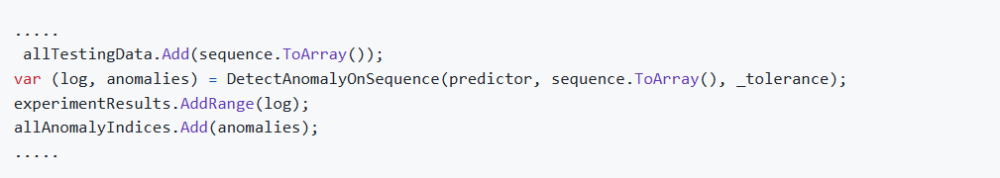 .....
 allTestingData.Add(sequence.ToArray());
var (log, anomalies) = DetectAnomalyOnSequence(predictor, sequence.ToArray(), _tolerance);
experimentResults.AddRange(log);
allAnomalyIndices.Add(anomalies);
.....